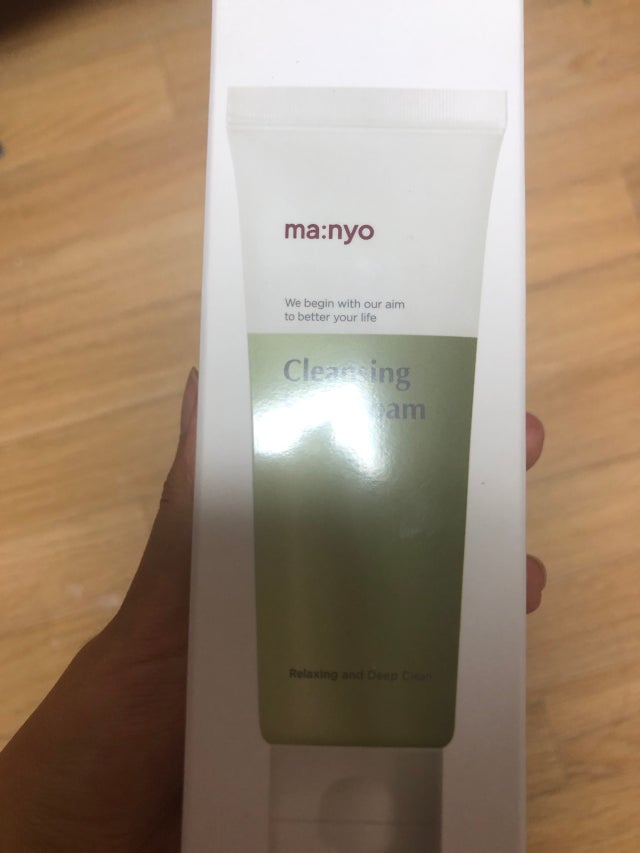 ma:nyo
We begin with our aim
to better your life
Cleansing
Relaxing and Deep Clean